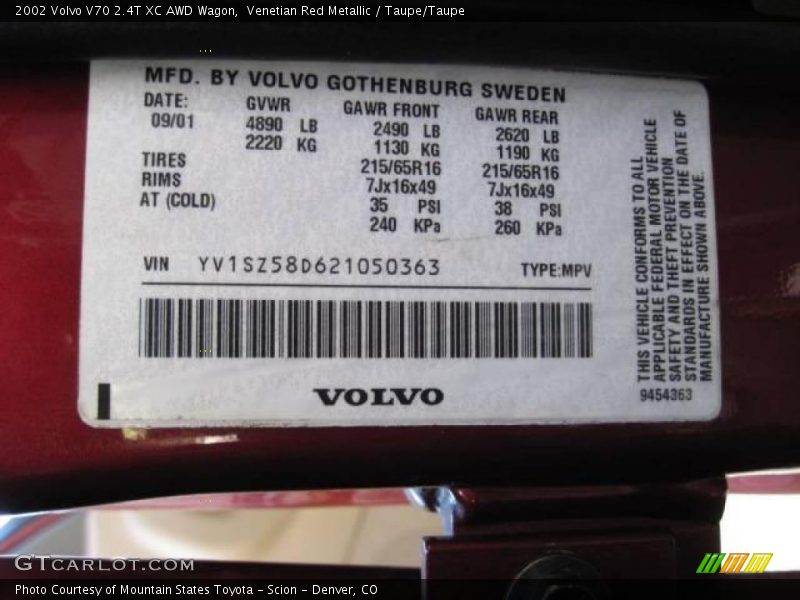 2002 Volvo V70 2.4T XC AWD Wagon,  Venetian Red Metallic / Taupe/Taupe
MFD. BY VOLVO GOTHENBURG SWEDEN
DATE: GVWR GAWR FRONT GAWR REAR
09/01 4890 LB 2490 LB 2620 LB
2220 KG 1130 KG 1190 KG
TIRES 215/65R16 215/65R16
RIMS 7Jx16x49 7Jx16x49
AT (COLD) 35 PSI 38 PSI
240 KPa 260 KPa
VIN YV1SZ58D621050363 TYPE:MPV
VOLVO
THIS VEHICLE CONFORMS TO ALL
APPLICABLE FEDERAL MOTOR VEHICLE
SAFETY AND THEFT PREVENTION
STANDARDS IN EFFECT ON THE DATE OF
MANUFACTURE SHOWN ABOVE.
9454363
GTCARLOT.COM
Photo Courtesy of Mountain States Toyota - Scion - Denver, CO